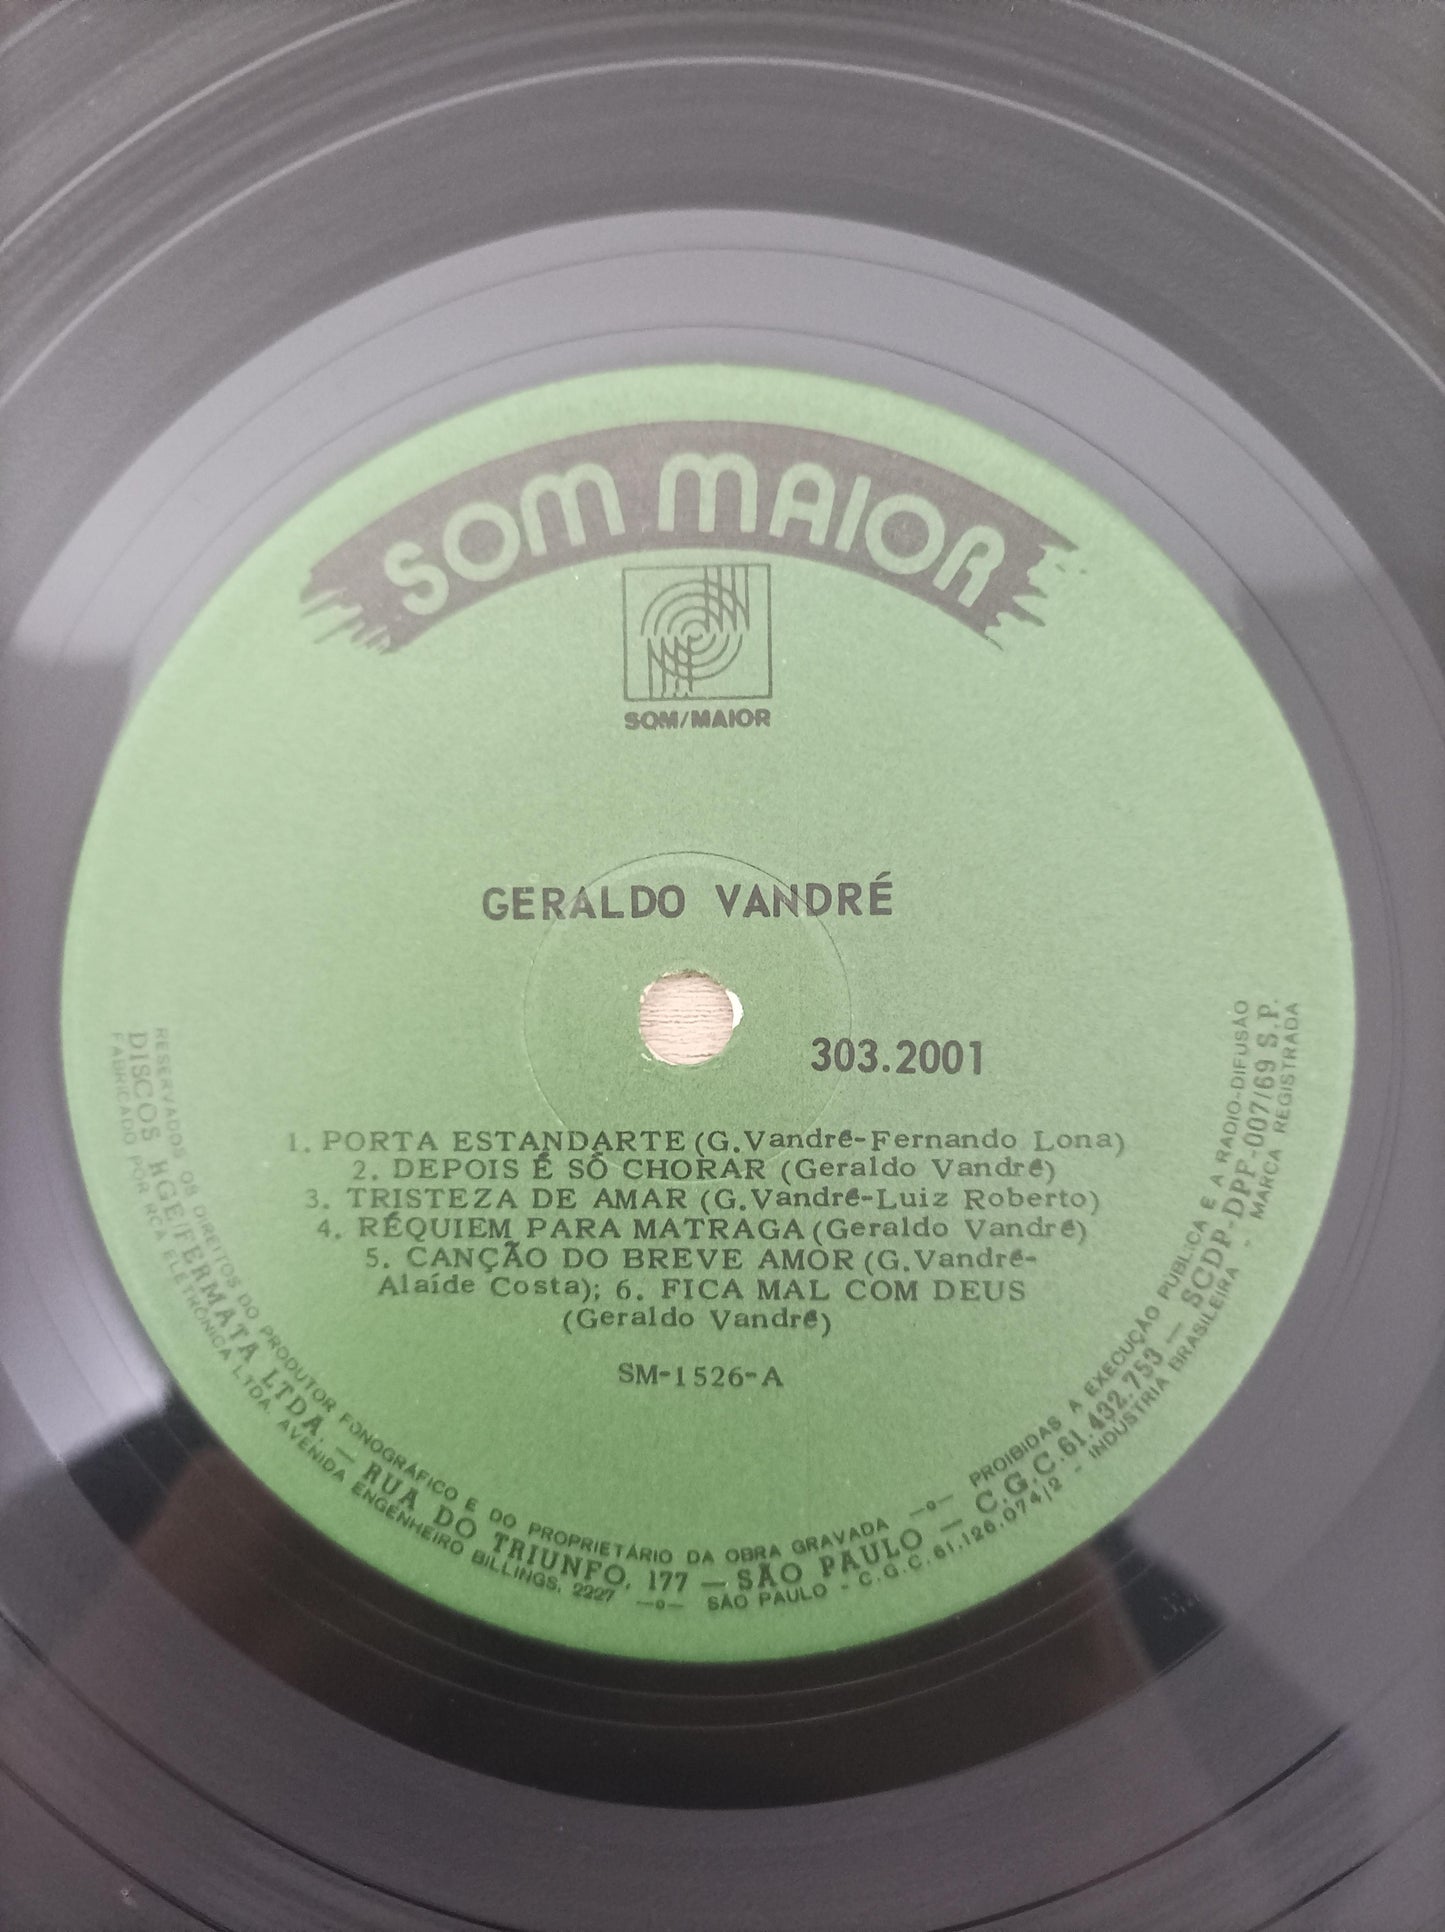 SOM MAIOR
SOM/MAIOR
GERALDO VANDRÉ
303.2001
1. PORTA ESTANDARTE (G.Vandré-Fernando Lona)
2. DEPOIS É SÔ CHORAR (Geraldo Vandré)
3. TRISTEZA DE AMAR (G.Vandré-Luiz Roberto)
4. RÉQUIEM PARA MATRAGA (Geraldo Vandré)
5. CANÇÃO DO BREVE AMOR (G.Vandré-
Alaíde Costa); 6. FICA MAL COM DEUS
(Geraldo Vandré)
SM-1526-A
RESERVADOS OS DIREITOS DO PRODUTOR FONOGRÁFICO E DO PROPRIETÁRIO DA OBRA GRAVADA —o— PROIBIDAS A EXECUÇÃO PÚBLICA E A RADIO-DIFUSÃO
DISCOS RGE/FERMATA LTDA. — RUA DO TRIUNFO, 177 — SÃO PAULO — C.G.C. 61.432.753 — SCDP-DPF-007/69 S.P.
FABRICADO POR RCA ELETRÔNICA LTDA. AVENIDA ENGENHEIRO BILLINGS, 2227 —o— SÃO PAULO - C.G.C. 61.126.074/2 - INDÚSTRIA BRASILEIRA - MARCA REGISTRADA